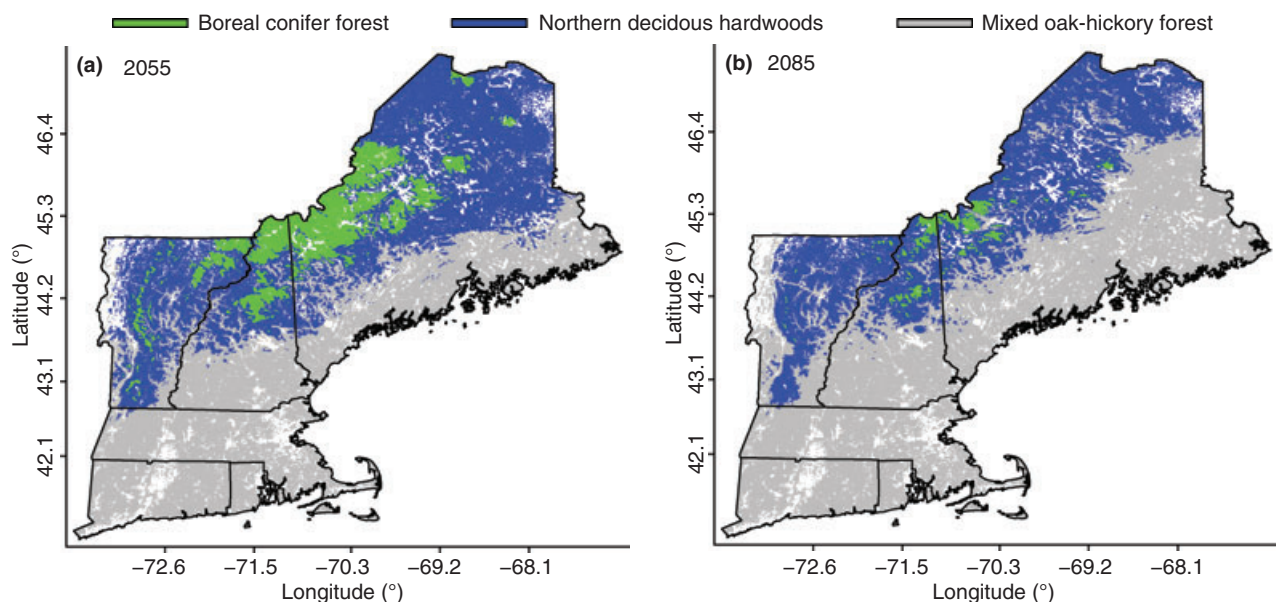 Boreal conifer forest Northern decidous hardwoods Mixed oak-hickory forest
(a) 2055
(b) 2085
Latitude (°)
46.4
45.3
44.2
43.1
42.1
−72.6 −71.5 −70.3 −69.2 −68.1
Longitude (°)
Latitude (°)
46.4
45.3
44.2
43.1
42.1
−72.6 −71.5 −70.3 −69.2 −68.1
Longitude (°)